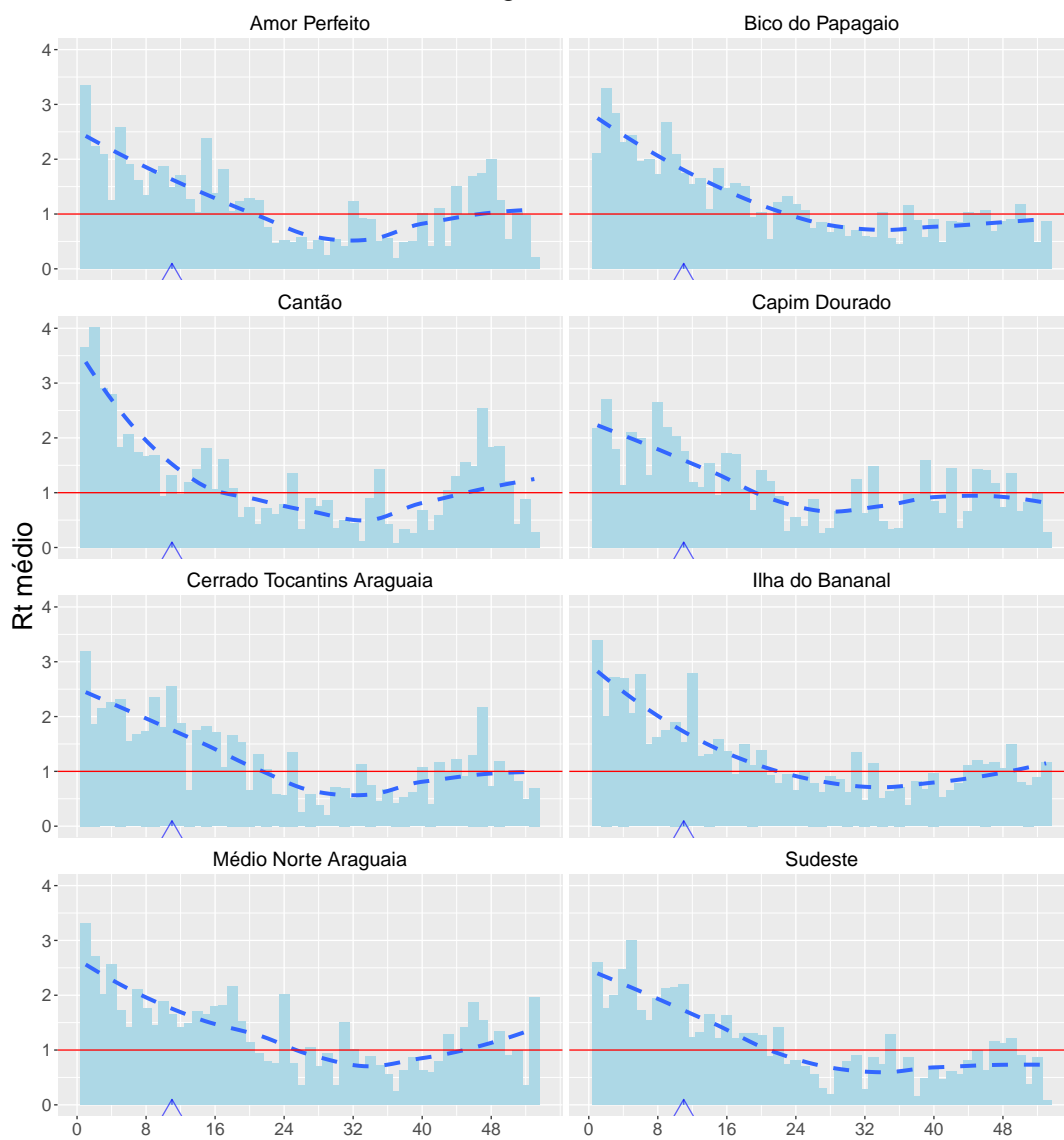 Amor Perfeito
Bico do Papagaio
4
3
2
1
0
Cantão
Capim Dourado
4
3
2
1
0
Cerrado Tocantins Araguaia
Ilha do Bananal
4
3
2
1
0
Médio Norte Araguaia
Sudeste
4
3
2
1
0
0 8 16 24 32 40 48
0 8 16 24 32 40 48
Rt médio